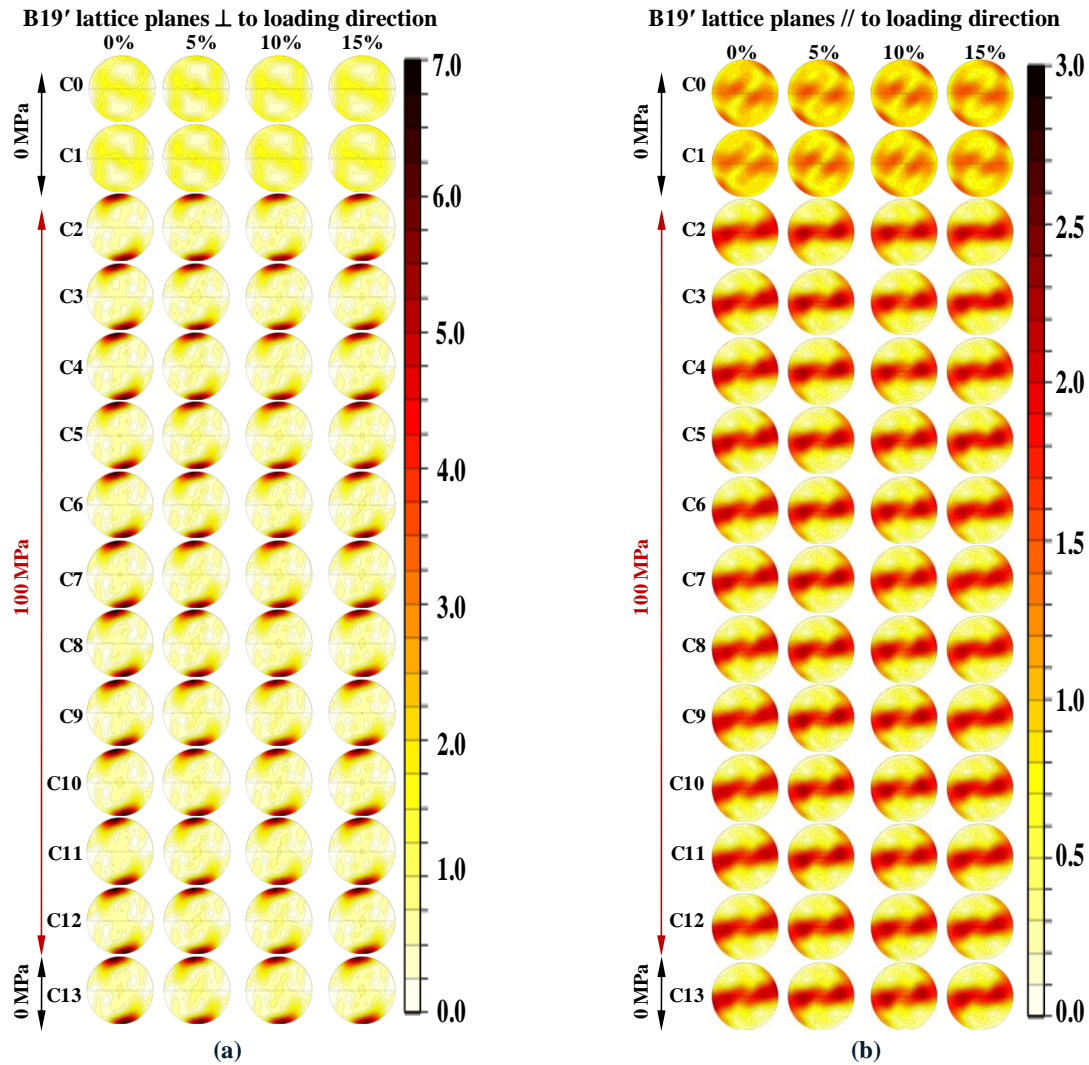 B19′ lattice planes ⊥ to loading direction
0% 5% 10% 15%
C0
C1
C2
C3
C4
C5
C6
C7
C8
C9
C10
C11
C12
C13
0 MPa
100 MPa
0 MPa
7.0
6.0
5.0
4.0
3.0
2.0
1.0
0.0
(a)
B19′ lattice planes // to loading direction
0% 5% 10% 15%
C0
C1
C2
C3
C4
C5
C6
C7
C8
C9
C10
C11
C12
C13
0 MPa
100 MPa
0 MPa
3.0
2.5
2.0
1.5
1.0
0.5
0.0
(b)